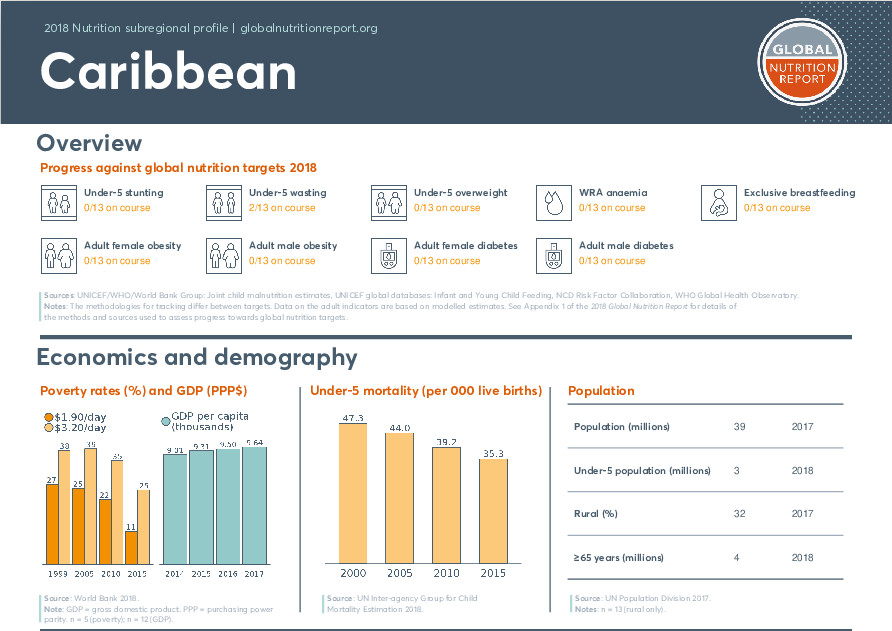 2018 Nutrition subregional profile | globalnutritionreport.org
Caribbean
GLOBAL
NUTRITION
REPORT
Overview
Progress against global nutrition targets 2018
Under-5 stunting
0/13 on course
Under-5 wasting
2/13 on course
Under-5 overweight
0/13 on course
WRA anaemia
0/13 on course
Exclusive breastfeeding
0/13 on course
Adult female obesity
0/13 on course
Adult male obesity
0/13 on course
Adult female diabetes
0/13 on course
Adult male diabetes
0/13 on course
Sources: UNICEF/WHO/World Bank Group: Joint child malnutrition estimates, UNICEF global databases: Infant and Young Child Feeding, NCD Risk Factor Collaboration, WHO Global Health Observatory.
Notes: The methodologies for tracking differ between targets. Data on the adult indicators are based on modelled estimates. See Appendix 1 of the 2018 Global Nutrition Report for details of
the methods and sources used to assess progress towards global nutrition targets.
Economics and demography
Poverty rates (%) and GDP (PPP$)
$1.90/day
$3.20/day
27 38 25 39 22 35 11 25
1999 2005 2010 2015
GDP per capita
(thousands)
9.01 9.31 9.50 9.64
2014 2015 2016 2017
Source: World Bank 2018.
Note: GDP = gross domestic product. PPP = purchasing power
parity. n = 5 (poverty); n = 12 (GDP).
Under-5 mortality (per 000 live births)
47.3 44.0 39.2 35.3
2000 2005 2010 2015
Source: UN Inter-agency Group for Child
Mortality Estimation 2018.
Population
Population (millions) 39 2017
Under-5 population (millions) 3 2018
Rural (%) 32 2017
≥65 years (millions) 4 2018
Source: UN Population Division 2017.
Notes: n = 13 (rural only).